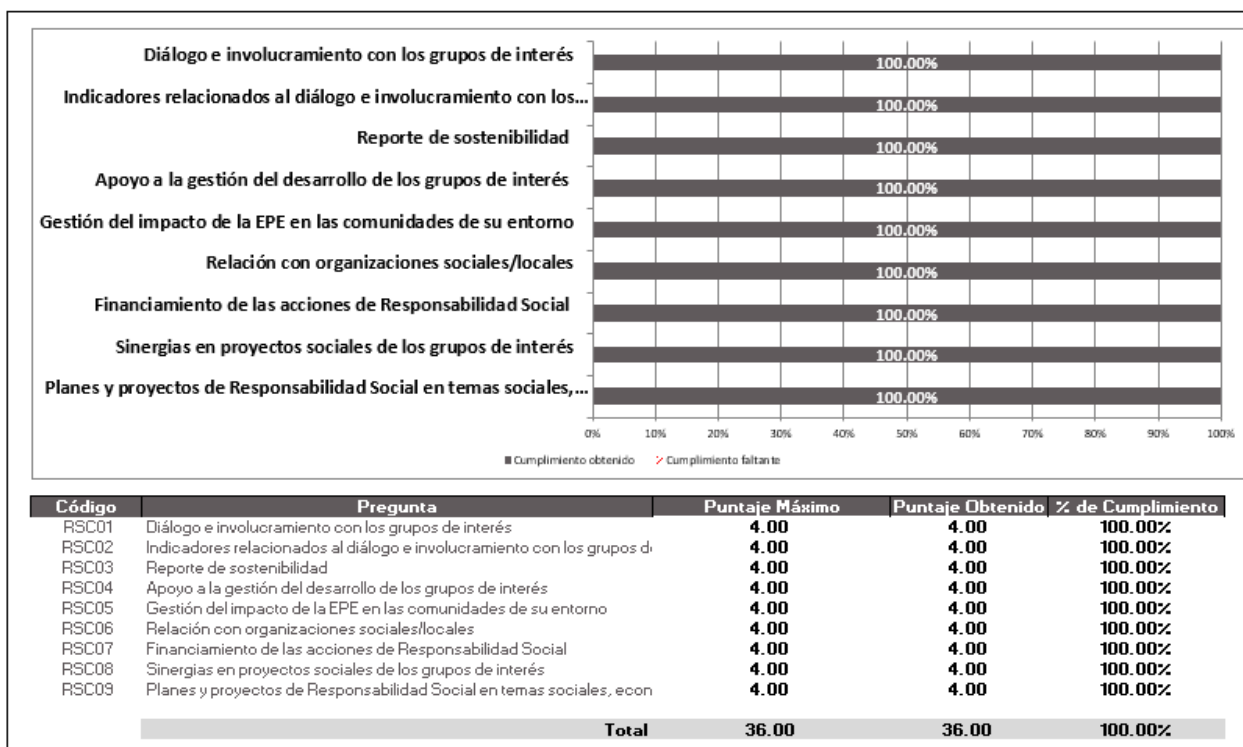 Diálogo e involucramiento con los grupos de interés
100.00%
Indicadores relacionados al diálogo e involucramiento con los...
100.00%
Reporte de sostenibilidad
100.00%
Apoyo a la gestión del desarrollo de los grupos de interés
100.00%
Gestión del impacto de la EPE en las comunidades de su entorno
100.00%
Relación con organizaciones sociales/locales
100.00%
Financiamiento de las acciones de Responsabilidad Social
100.00%
Sinergias en proyectos sociales de los grupos de interés
100.00%
Planes y proyectos de Responsabilidad Social en temas sociales,...
100.00%
0% 10% 20% 30% 40% 50% 60% 70% 80% 90% 100%
Cumplimiento obtenido Cumplimiento faltante
Código Pregunta Puntaje Máximo Puntaje Obtenido % de Cumplimiento
RSC01 Diálogo e involucramiento con los grupos de interés 4.00 4.00 100.00%
RSC02 Indicadores relacionados al diálogo e involucramiento con los grupos d 4.00 4.00 100.00%
RSC03 Reporte de sostenibilidad 4.00 4.00 100.00%
RSC04 Apoyo a la gestión del desarrollo de los grupos de interés 4.00 4.00 100.00%
RSC05 Gestión del impacto de la EPE en las comunidades de su entorno 4.00 4.00 100.00%
RSC06 Relación con organizaciones sociales/locales 4.00 4.00 100.00%
RSC07 Financiamiento de las acciones de Responsabilidad Social 4.00 4.00 100.00%
RSC08 Sinergias en proyectos sociales de los grupos de interés 4.00 4.00 100.00%
RSC09 Planes y proyectos de Responsabilidad Social en temas sociales, econ 4.00 4.00 100.00%
Total 36.00 36.00 100.00%